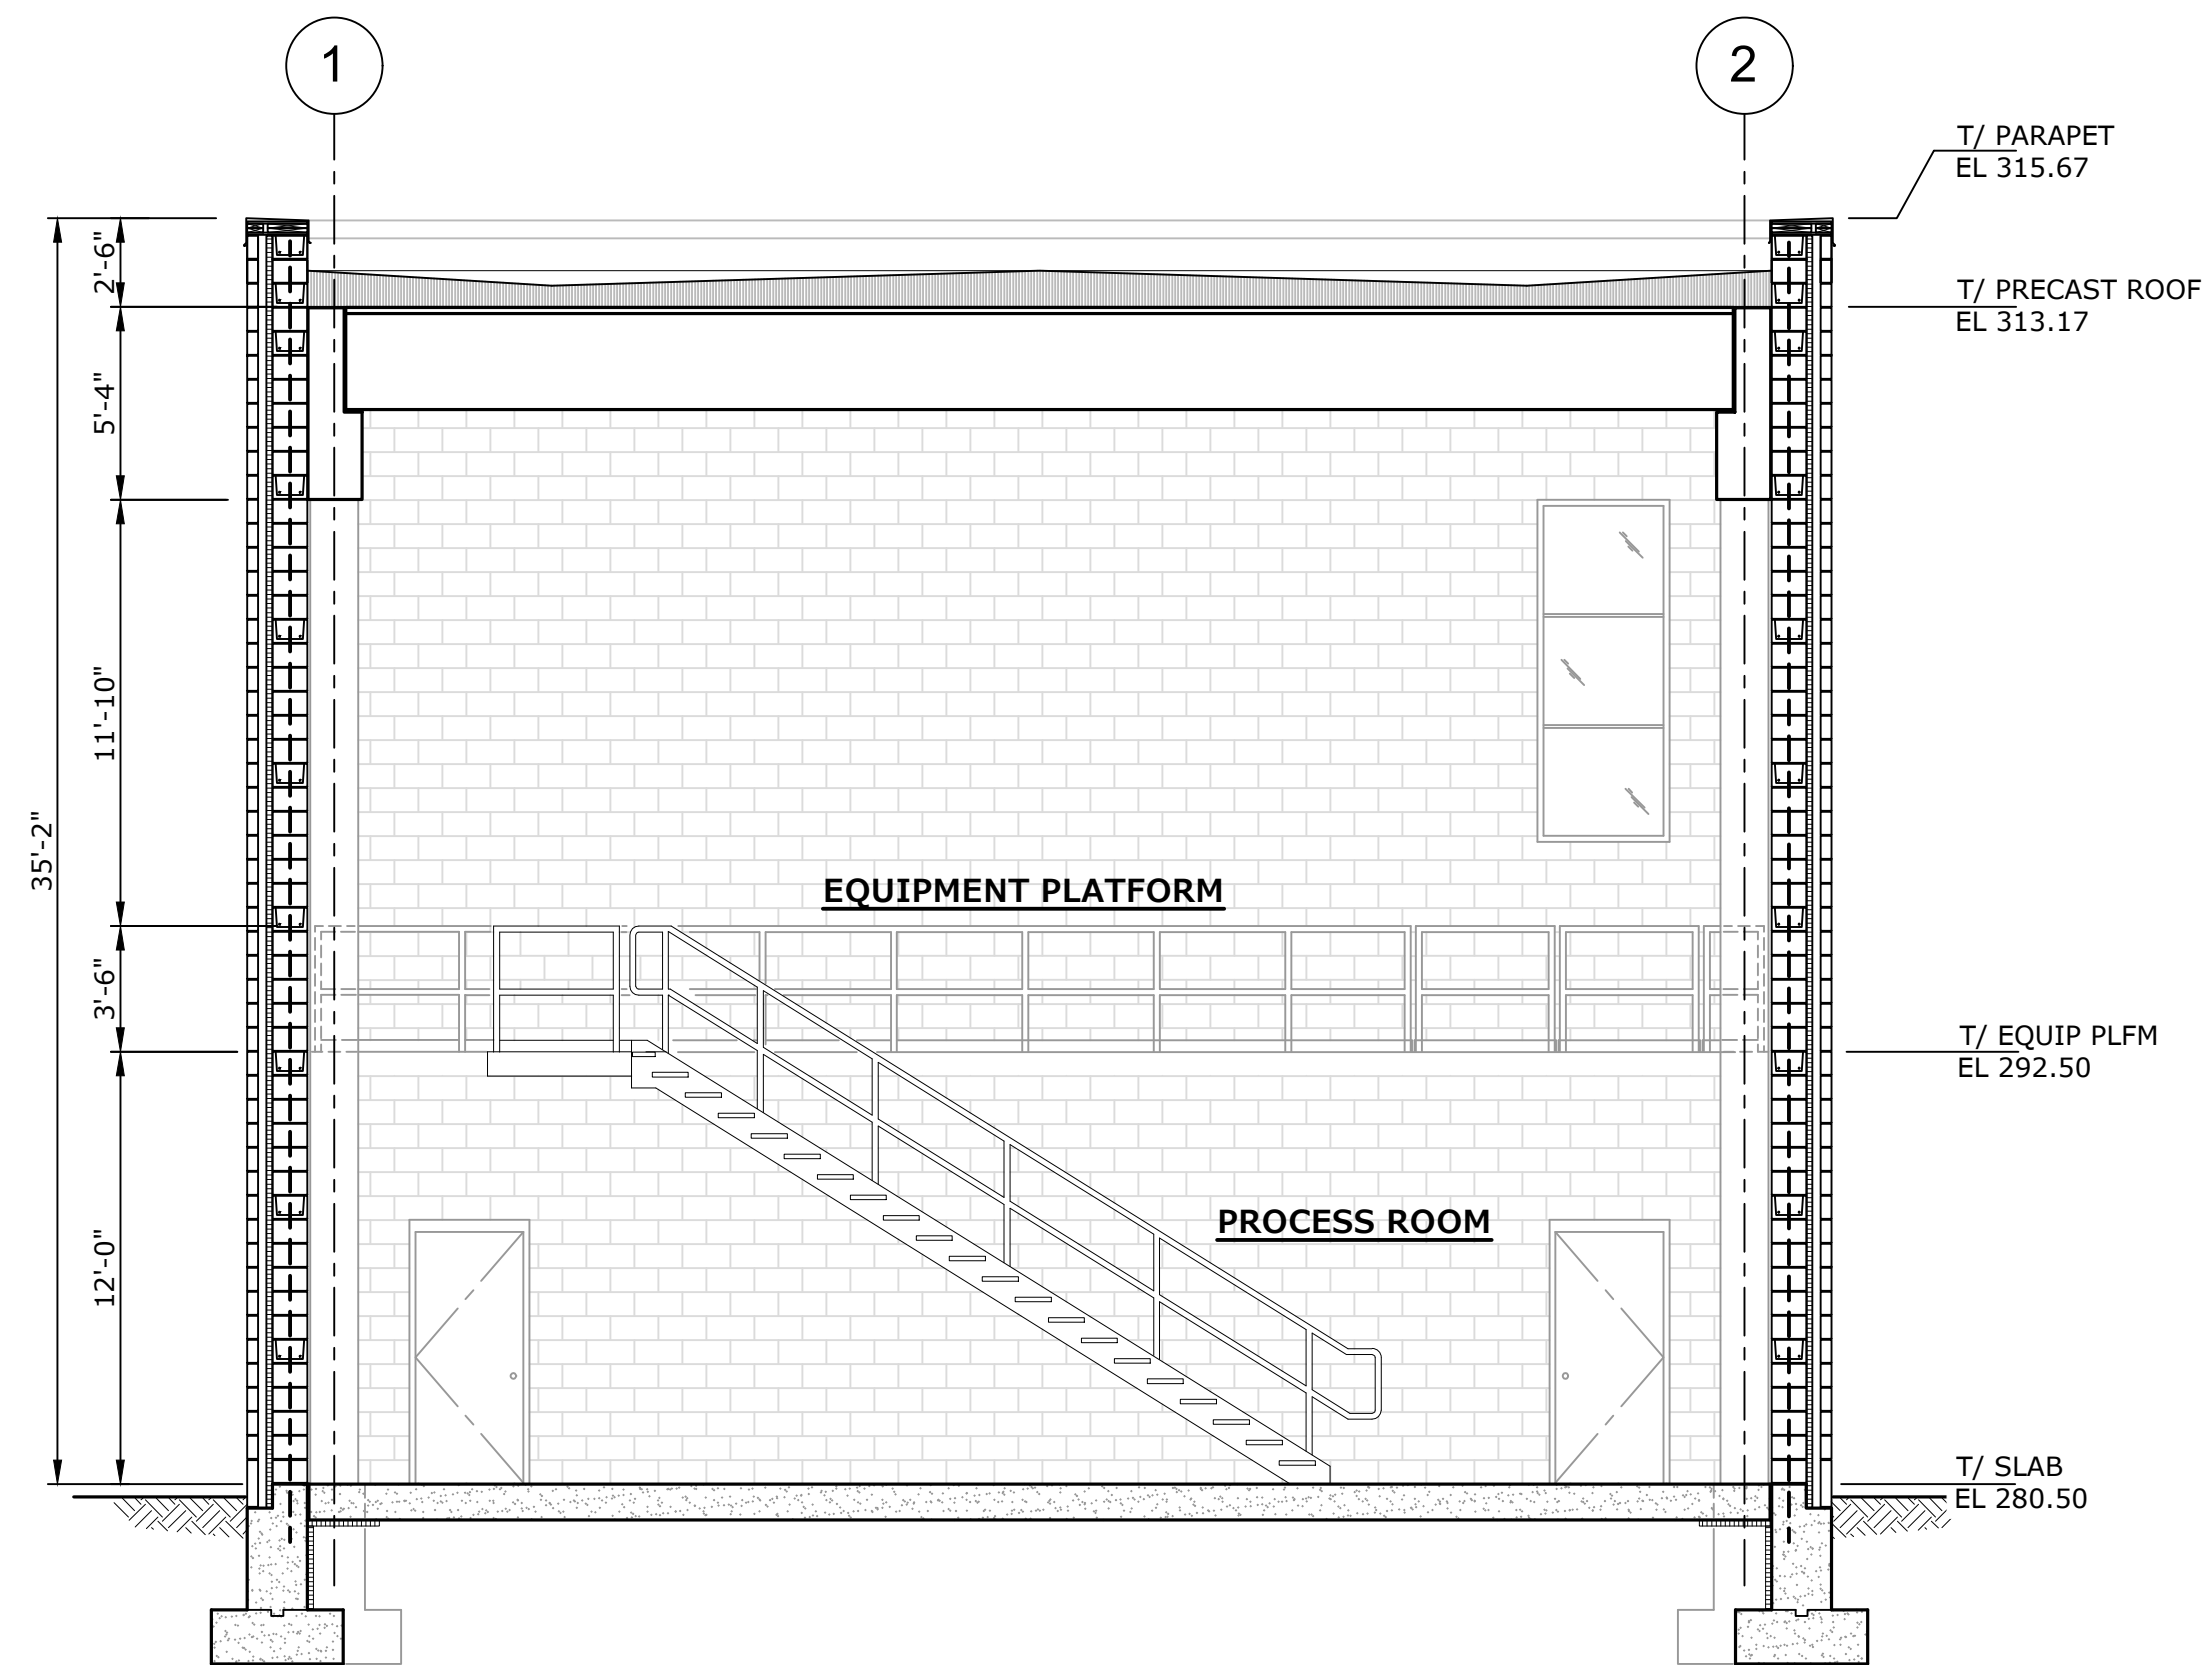 1
2
T/ PARAPET
EL 315.67
2'-6"
T/ PRECAST ROOF
EL 313.17
5'-4"
11'-10"
35'-2"
EQUIPMENT PLATFORM
3'-6"
T/ EQUIP PLFM
EL 292.50
PROCESS ROOM
12'-0"
T/ SLAB
EL 280.50